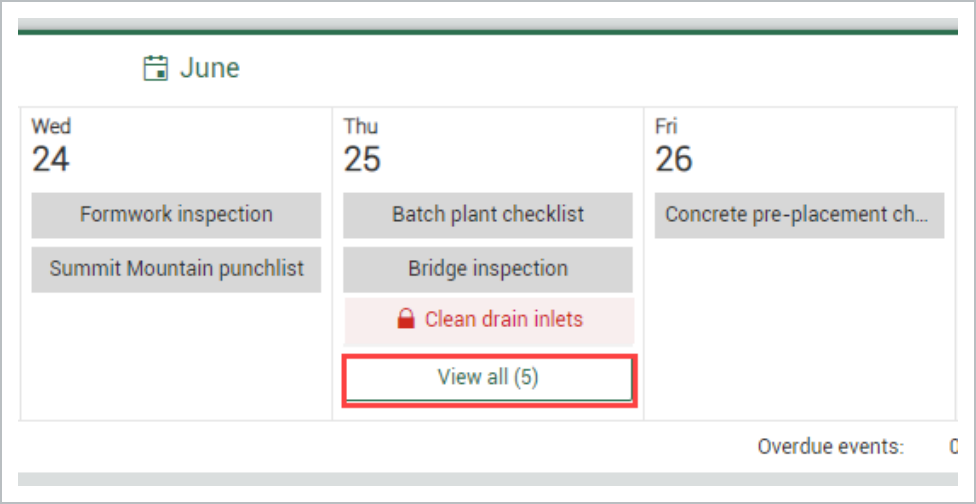 June
Wed
24
Formwork inspection
Summit Mountain punchlist
Thu
25
Batch plant checklist
Bridge inspection
Clean drain inlets
View all (5)
Fri
26
Concrete pre-placement ch...
Overdue events: